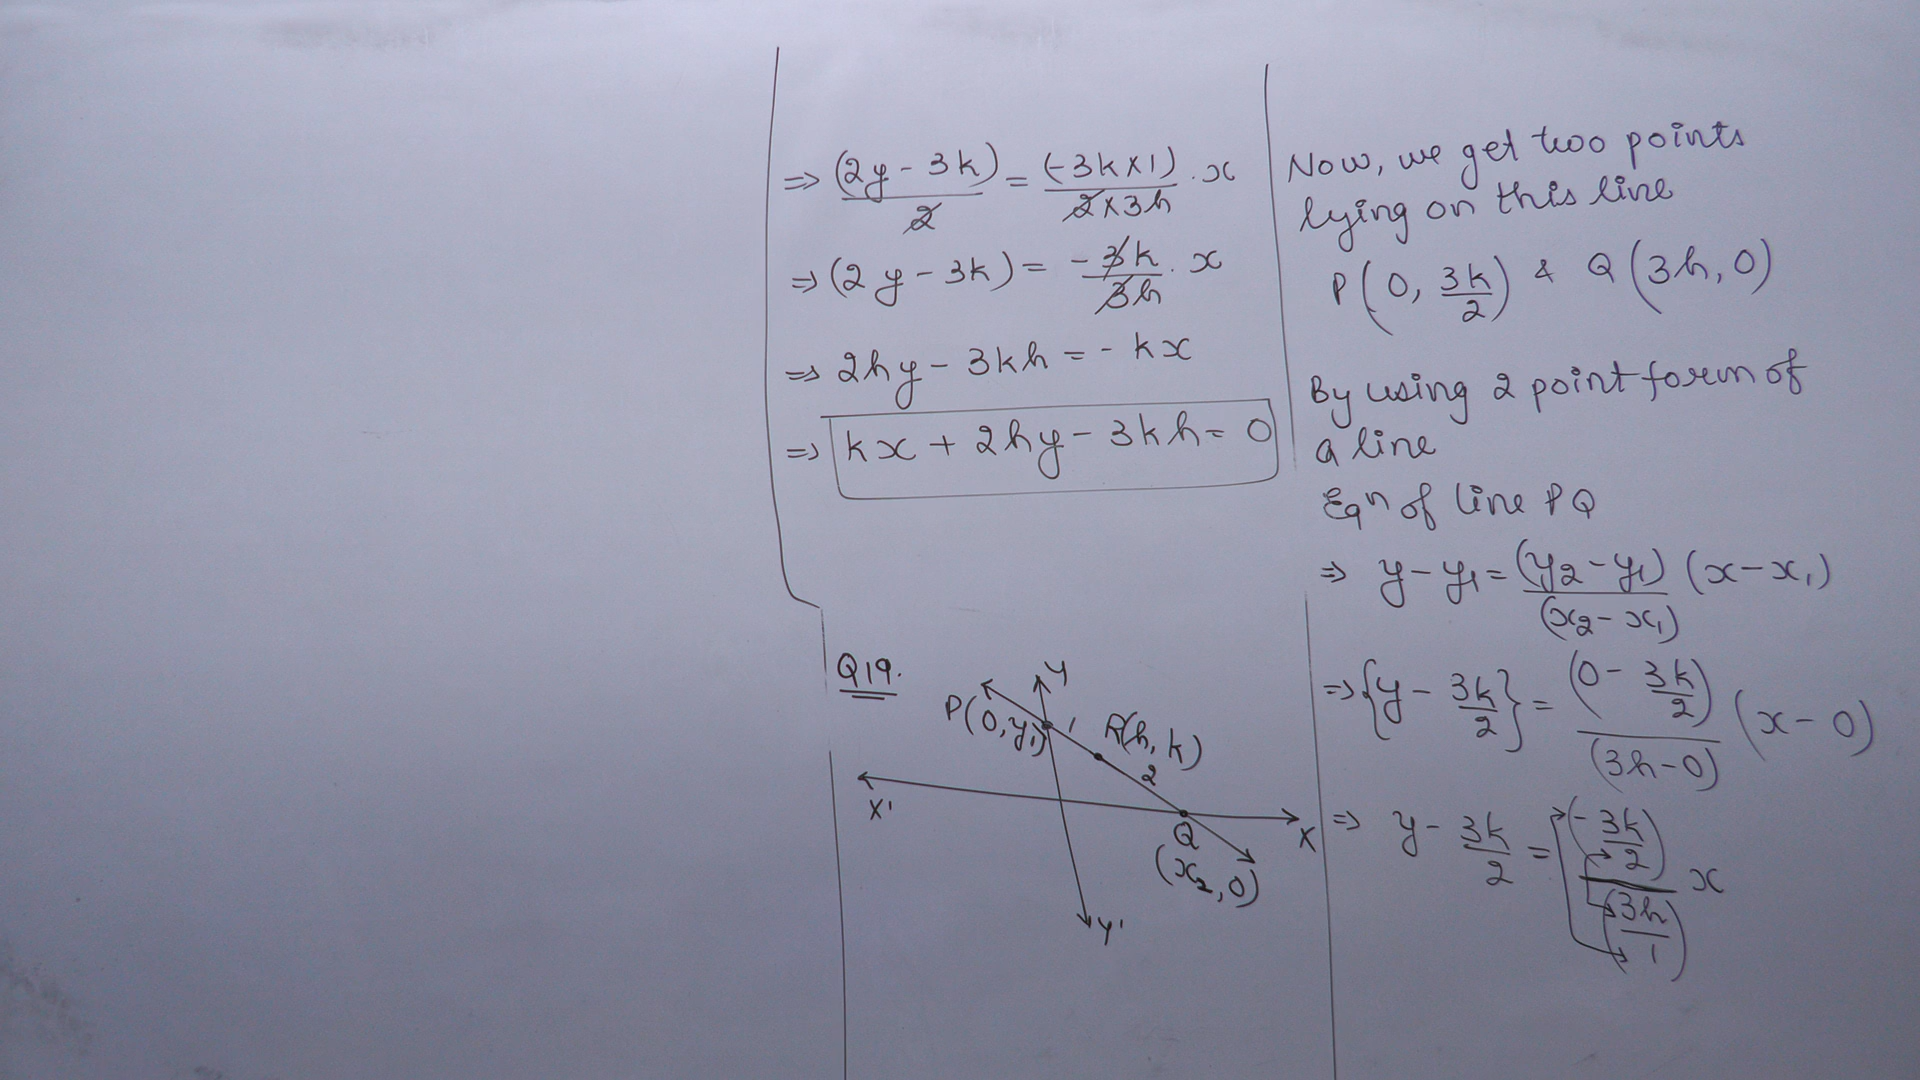 Q19.
Y
P(0, y₁)
1
R(h, k)
2
X'
X
Q
(x₂, 0)
Y'
Now, we get two points
lying on this line
P(0, 3k/2) & Q(3h, 0)
By using 2 point form of
a line
Eqⁿ of line PQ
⇒ y - y₁ = (y₂ - y₁)/(x₂ - x₁) (x - x₁)
⇒ {y - 3k/2} = (0 - 3k/2)/(3h - 0) (x - 0)
⇒ y - 3k/2 = (-3k/2)/(3h/1) x
⇒ (2y - 3k)/2 = (-3k×1)/(2×3h) . x
⇒ (2y - 3k) = -3k/3h . x
⇒ 2hy - 3kh = - kx
⇒ kx + 2hy - 3kh = 0